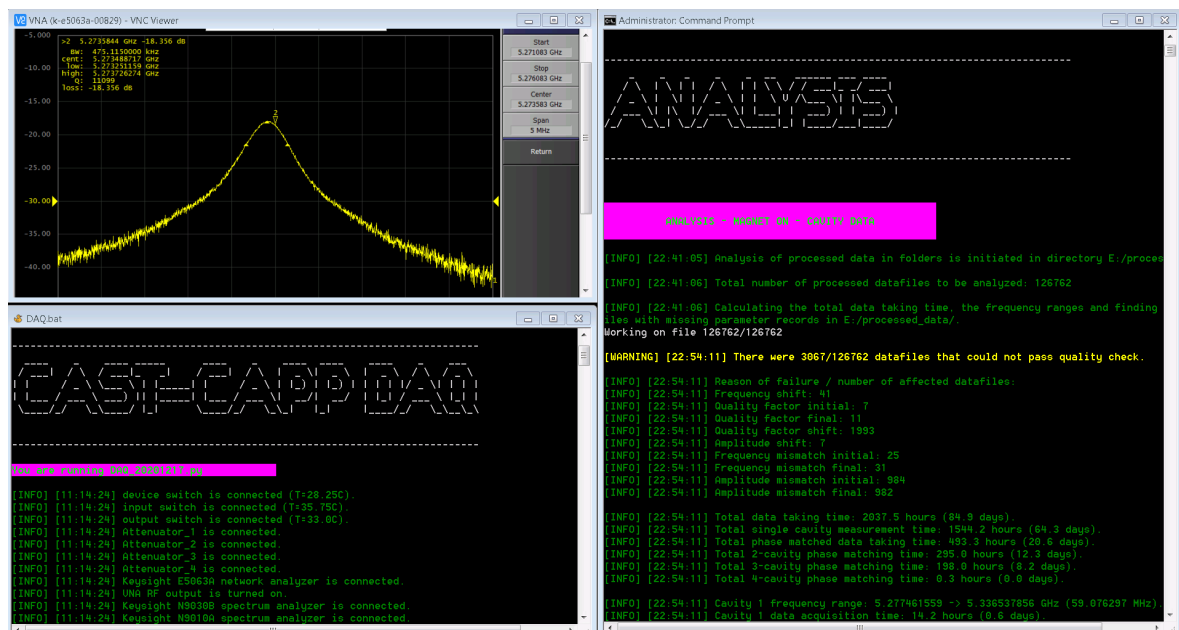 VNA (k-e5063a-00829) - VNC Viewer
-5.000
>2 5.2735844 GHz -18.356 dB
BW: 475.1150000 kHz
cent: 5.273488717 GHz
low: 5.273251159 GHz
high: 5.273726274 GHz
Q: 11099
loss: -18.356 dB
-10.00
-15.00
-20.00
-25.00
-30.00
-35.00
-40.00
2
1
Start
5.271083 GHz
Stop
5.276083 GHz
Center
5.273583 GHz
Span
5 MHz
Return
DAQ.bat
CAST-CAPP DAQ
You are running DAQ_20201217.py
[INFO] [11:14:24] device switch is connected (T=28.25C).
[INFO] [11:14:24] input switch is connected (T=35.75C).
[INFO] [11:14:24] output switch is connected (T=33.0C).
[INFO] [11:14:24] Attenuator_1 is connected.
[INFO] [11:14:24] Attenuator_2 is connected.
[INFO] [11:14:24] Attenuator_3 is connected.
[INFO] [11:14:24] Attenuator_4 is connected.
[INFO] [11:14:24] Keysight E5063A network analyzer is connected.
[INFO] [11:14:24] VNA RF output is turned on.
[INFO] [11:14:24] Keysight N9030B spectrum analyzer is connected.
[INFO] [11:14:24] Keysight N9010A spectrum analyzer is connected.
Administrator: Command Prompt
ANALYSIS
ANALYSIS - MAGNET ON - CAVITY DATA
[INFO] [22:41:05] Analysis of processed data in folders is initiated in directory E:/proces
[INFO] [22:41:06] Total number of processed datafiles to be analyzed: 126762
[INFO] [22:41:06] Calculating the total data taking time, the frequency ranges and finding
iles with missing parameter records in E:/processed_data/.
Working on file 126762/126762
[WARNING] [22:54:11] There were 3067/126762 datafiles that could not pass quality check.
[INFO] [22:54:11] Reason of failure / number of affected datafiles:
[INFO] [22:54:11] Frequency shift: 41
[INFO] [22:54:11] Quality factor initial: 7
[INFO] [22:54:11] Quality factor final: 11
[INFO] [22:54:11] Quality factor shift: 1993
[INFO] [22:54:11] Amplitude shift: 7
[INFO] [22:54:11] Frequency mismatch initial: 25
[INFO] [22:54:11] Frequency mismatch final: 31
[INFO] [22:54:11] Amplitude mismatch initial: 984
[INFO] [22:54:11] Amplitude mismatch final: 982
[INFO] [22:54:11] Total data taking time: 2037.5 hours (84.9 days).
[INFO] [22:54:11] Total single cavity measurement time: 1544.2 hours (64.3 days).
[INFO] [22:54:11] Total phase matched data taking time: 493.3 hours (20.6 days).
[INFO] [22:54:11] Total 2-cavity phase matching time: 295.0 hours (12.3 days).
[INFO] [22:54:11] Total 3-cavity phase matching time: 198.0 hours (8.2 days).
[INFO] [22:54:11] Total 4-cavity phase matching time: 0.3 hours (0.0 days).
[INFO] [22:54:11] Cavity 1 frequency range: 5.277461559 -> 5.336537856 GHz (59.076297 MHz).
[INFO] [22:54:11] Cavity 1 data acquisition time: 14.2 hours (0.6 days).